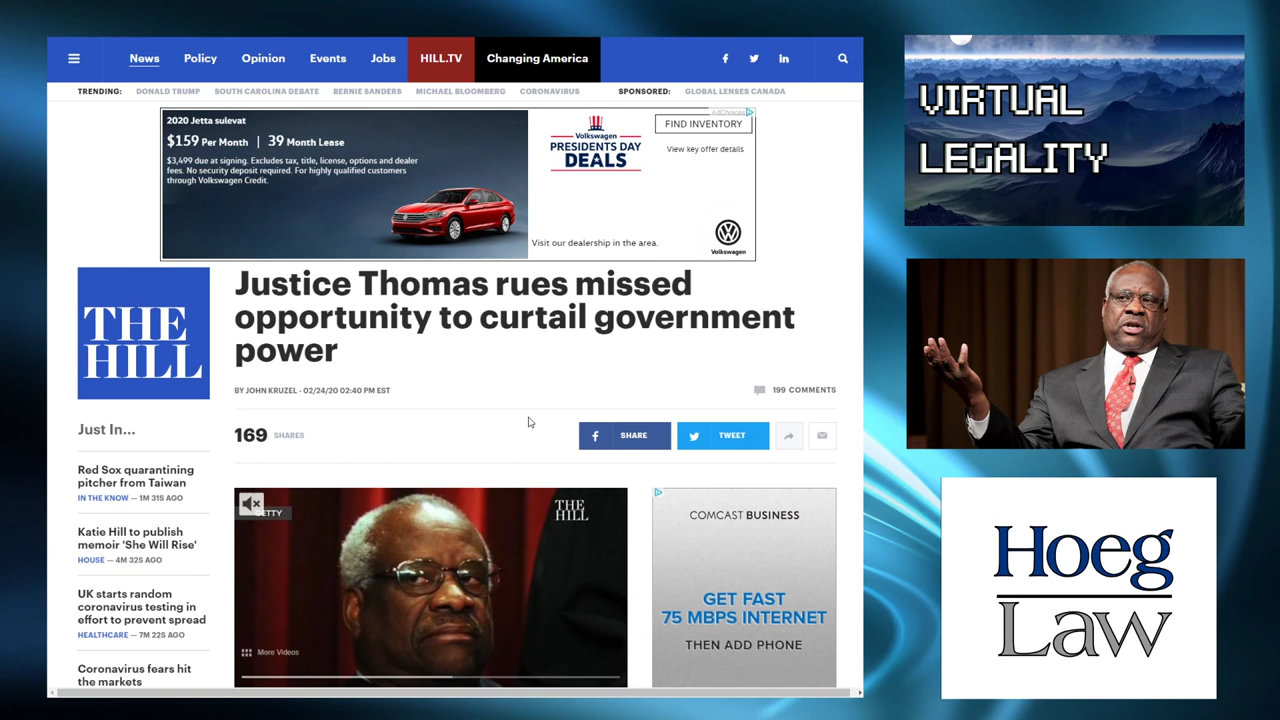 News Policy Opinion Events Jobs HILL.TV Changing America
TRENDING: DONALD TRUMP SOUTH CAROLINA DEBATE BERNIE SANDERS MICHAEL BLOOMBERG CORONAVIRUS SPONSORED: GLOBAL LENSES CANADA
AdChoices
2020 Jetta sulevat
$159 Per Month | 39 Month Lease
$3,499 due at signing. Excludes tax, title, license, options and dealer
fees. No security deposit required. For highly qualified customers
through Volkswagen Credit.
Volkswagen
PRESIDENTS DAY
DEALS
FIND INVENTORY
View key offer details
Visit our dealership in the area.
Volkswagen
THE
HILL
Justice Thomas rues missed
opportunity to curtail government
power
BY JOHN KRUZEL - 02/24/20 02:40 PM EST
199 COMMENTS
169 SHARES
SHARE
TWEET
Just In...
Red Sox quarantining
pitcher from Taiwan
IN THE KNOW — 1M 31S AGO
Katie Hill to publish
memoir 'She Will Rise'
HOUSE — 4M 32S AGO
UK starts random
coronavirus testing in
effort to prevent spread
HEALTHCARE — 7M 22S AGO
Coronavirus fears hit
the markets
GETTY
THE
HILL
More Videos
COMCAST BUSINESS
GET FAST
75 MBPS INTERNET
THEN ADD PHONE
VIRTUAL
LEGALITY
Hoeg
Law